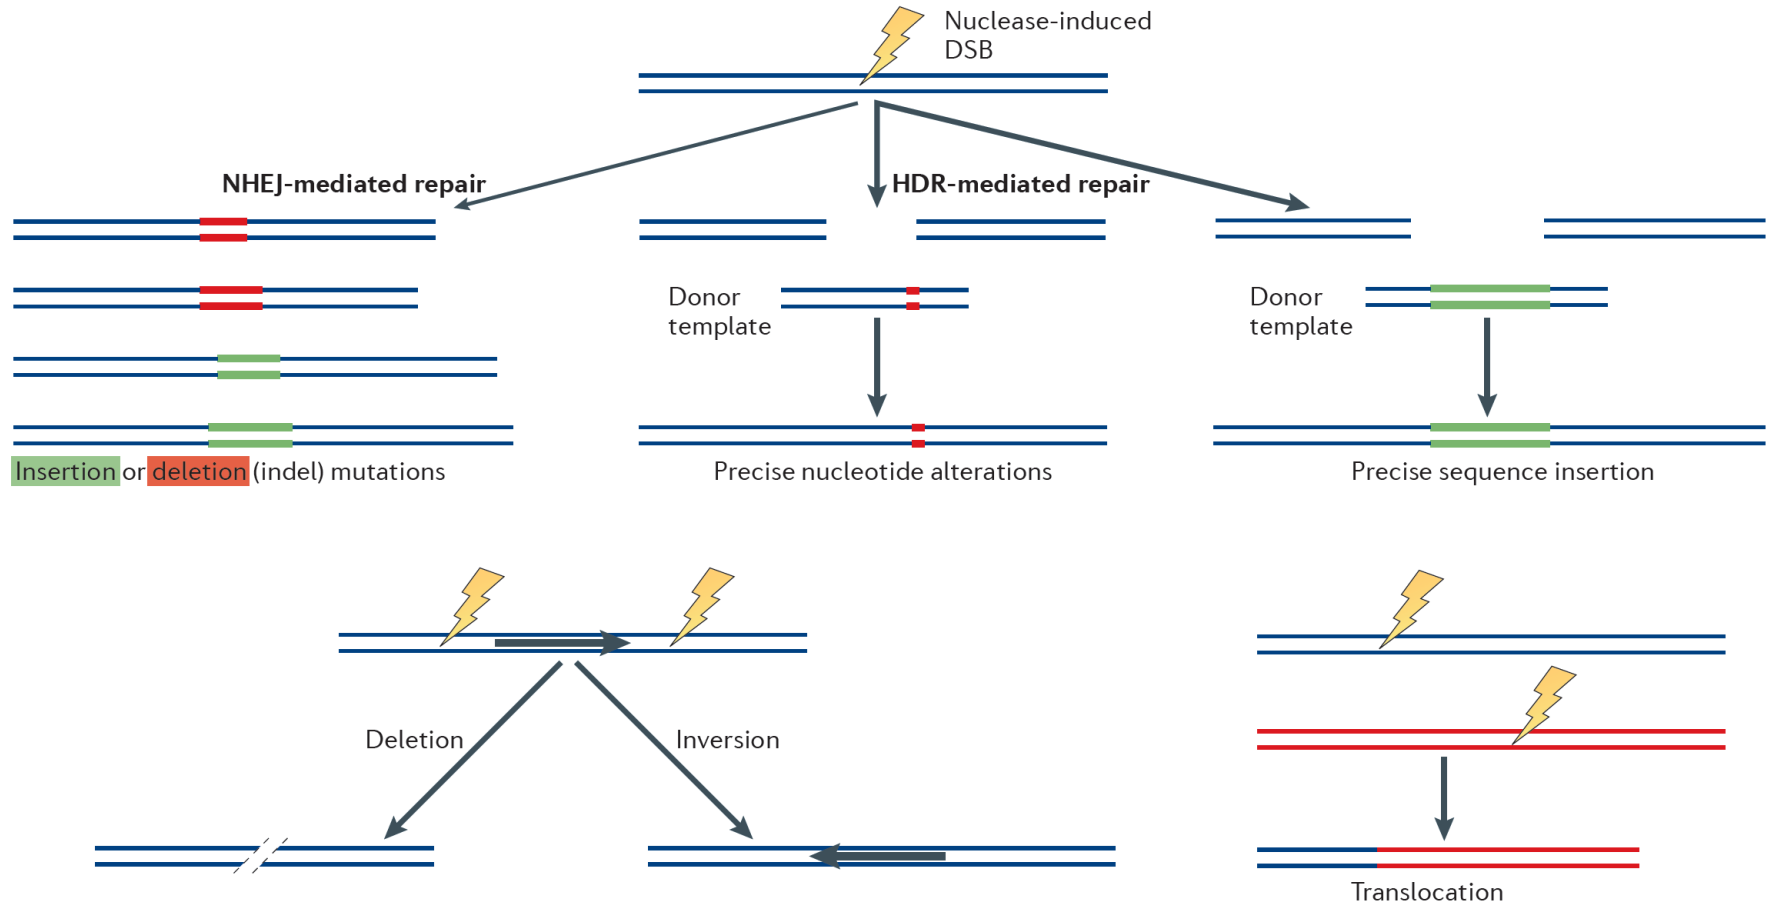 Nuclease-induced
DSB
NHEJ-mediated repair
HDR-mediated repair
Donor
template
Donor
template
Insertion or deletion (indel) mutations
Precise nucleotide alterations
Precise sequence insertion
Deletion
Inversion
Translocation